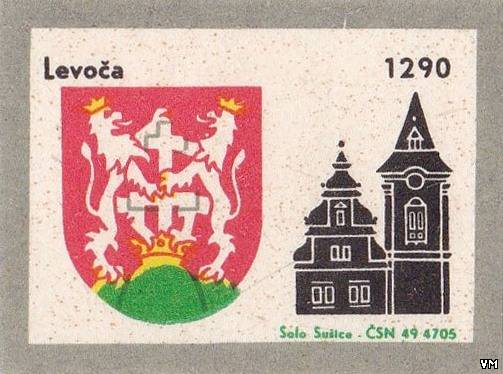 Levoča 1290
Solo Sušice - ČSN 49 4705
VM